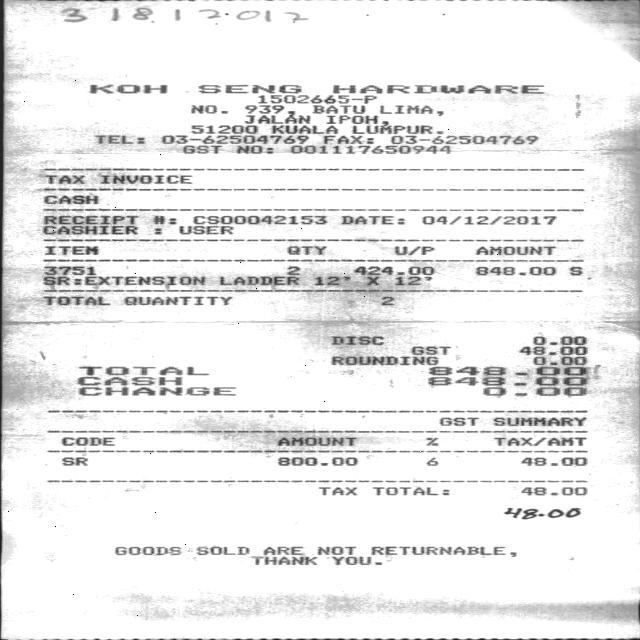 31812012
KOH SENG HARDWARE
1502665-P
NO. 939, BATU LIMA,
JALAN IPOH,
51200 KUALA LUMPUR.
TEL: 03-62504769 FAX: 03-62504769
GST NO: 001117650944
TAX INVOICE
CASH
RECEIPT #: CS00042153 DATE: 04/12/2017
CASHIER : USER
ITEM QTY U/P AMOUNT
3751 2 424.00 848.00 S
SR:EXTENSION LADDER 12' X 12'
TOTAL QUANTITY 2
DISC 0.00
GST 48.00
ROUNDING 0.00
TOTAL 848.00
CASH 848.00
CHANGE 0.00
GST SUMMARY
CODE AMOUNT % TAX/AMT
SR 800.00 6 48.00
TAX TOTAL: 48.00
48.00
GOODS SOLD ARE NOT RETURNABLE,
THANK YOU.